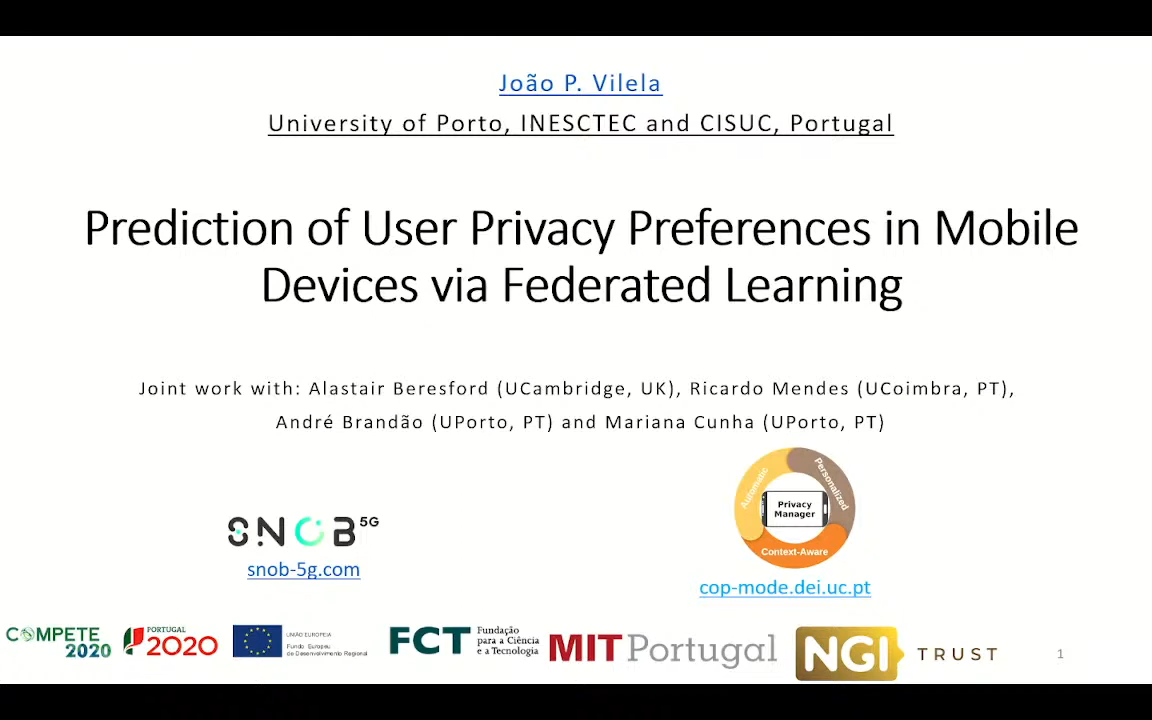 João P. Vilela
University of Porto, INESCTEC and CISUC, Portugal
Prediction of User Privacy Preferences in Mobile
Devices via Federated Learning
Joint work with: Alastair Beresford (UCambridge, UK), Ricardo Mendes (UCoimbra, PT),
André Brandão (UPorto, PT) and Mariana Cunha (UPorto, PT)
Automatic
Personalized
Privacy
Manager
Context-Aware
SNOB 5G
snob-5g.com
cop-mode.dei.uc.pt
COMPETE
2020
PORTUGAL
2020
UNIÃO EUROPEIA
Fundo Europeu
de Desenvolvimento Regional
FCT
Fundação
para a Ciência
e a Tecnologia
MIT Portugal
NGI TRUST
1